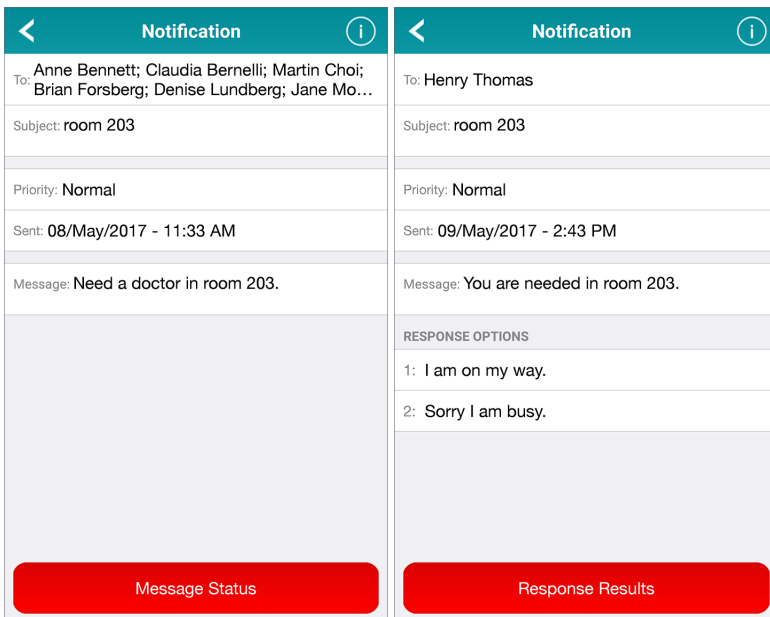 Notification
To: Anne Bennett; Claudia Bernelli; Martin Choi;
Brian Forsberg; Denise Lundberg; Jane Mo...
Subject: room 203
Priority: Normal
Sent: 08/May/2017 - 11:33 AM
Message: Need a doctor in room 203.
Message Status
Notification
To: Henry Thomas
Subject: room 203
Priority: Normal
Sent: 09/May/2017 - 2:43 PM
Message: You are needed in room 203.
RESPONSE OPTIONS
1: I am on my way.
2: Sorry I am busy.
Response Results